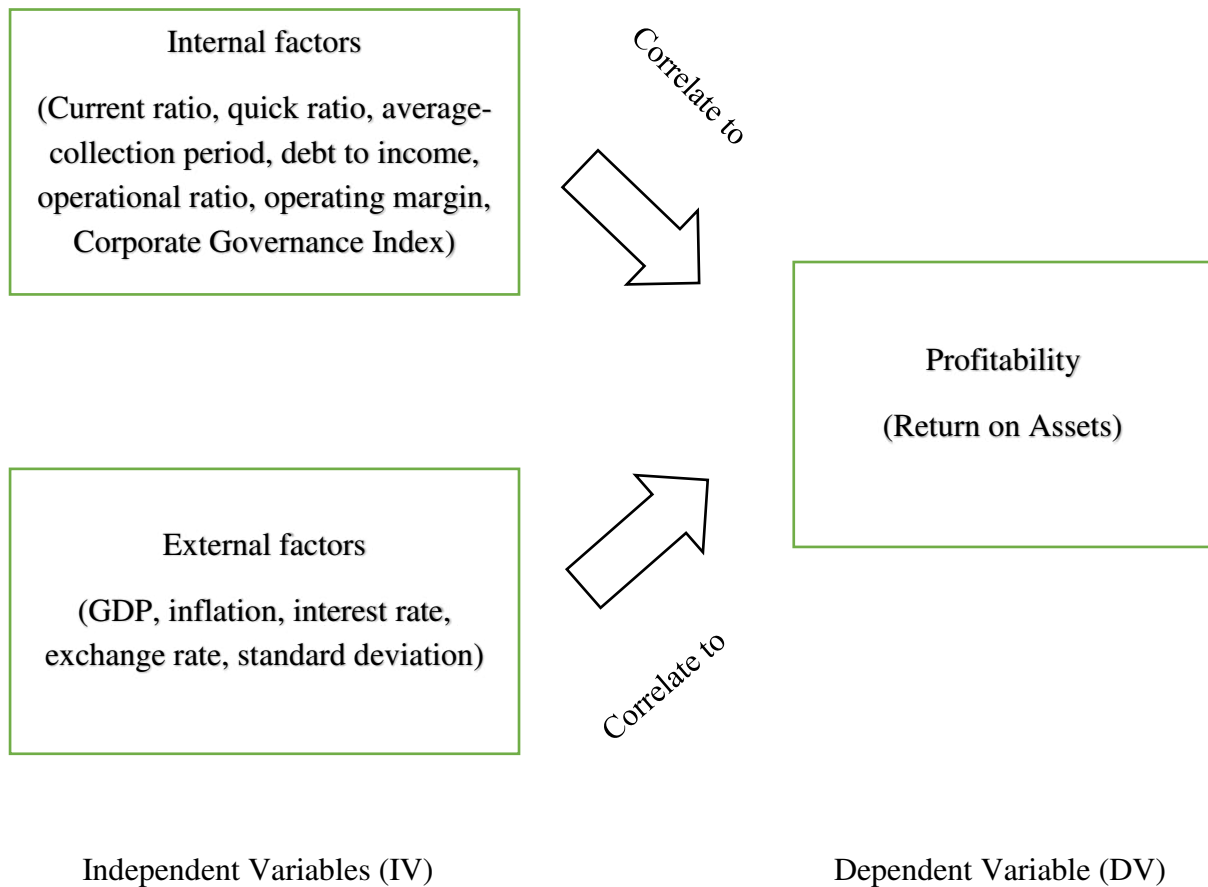 Internal factors
(Current ratio, quick ratio, average-
collection period, debt to income,
operational ratio, operating margin,
Corporate Governance Index)
Correlate to
Profitability
(Return on Assets)
External factors
(GDP, inflation, interest rate,
exchange rate, standard deviation)
Correlate to
Independent Variables (IV)
Dependent Variable (DV)